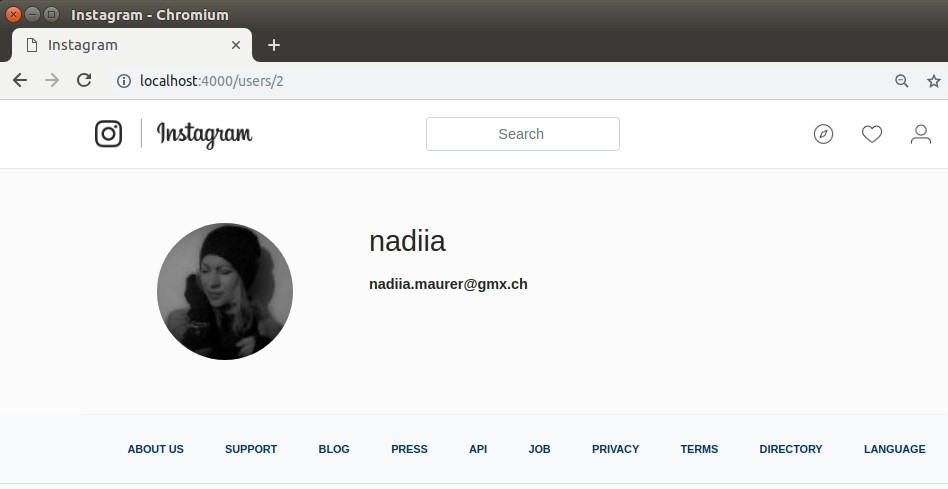 Instagram - Chromium
Instagram
localhost:4000/users/2
Instagram Search
nadiia
nadiia.maurer@gmx.ch
ABOUT US SUPPORT BLOG PRESS API JOB PRIVACY TERMS DIRECTORY LANGUAGE